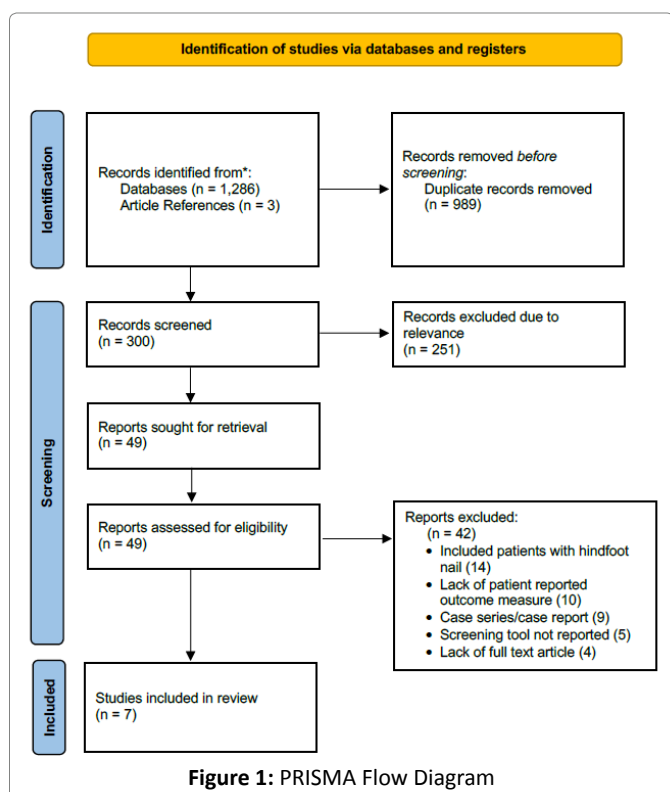 Identification of studies via databases and registers
Identification
Records identified from*:
Databases (n = 1,286)
Article References (n = 3)
Records removed before
screening:
Duplicate records removed
(n = 989)
Screening
Records screened
(n = 300)
Records excluded due to
relevance
(n = 251)
Reports sought for retrieval
(n = 49)
Reports assessed for eligibility
(n = 49)
Reports excluded:
(n = 42)
• Included patients with hindfoot
nail (14)
• Lack of patient reported
outcome measure (10)
• Case series/case report (9)
• Screening tool not reported (5)
• Lack of full text article (4)
Included
Studies included in review
(n = 7)
Figure 1: PRISMA Flow Diagram